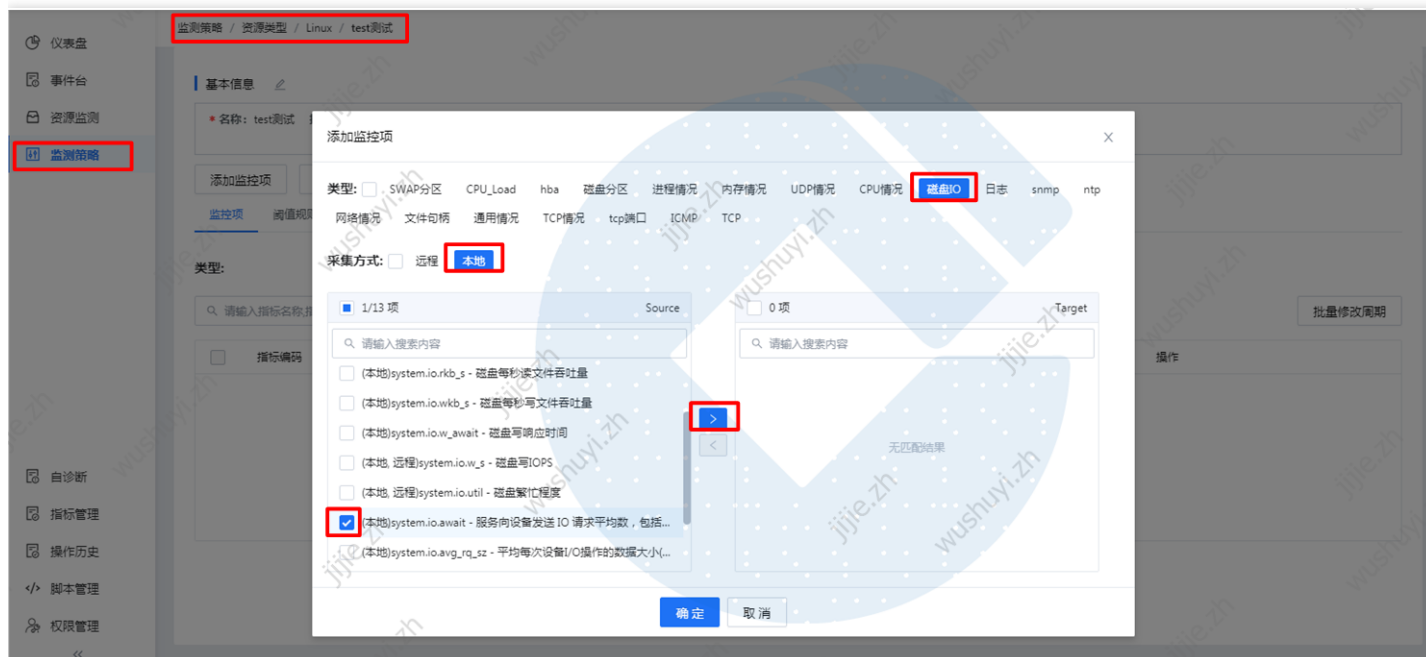 监测策略 / 资源类型 / Linux / test测试
仪表盘
事件台
资源监测
监测策略
自诊断
指标管理
操作历史
脚本管理
权限管理
基本信息
* 名称: test测试
添加监控项
监控项 阈值规则
类型:
请输入指标名称,指
批量修改周期
指标编码
操作
添加监控项
类型: SWAP分区 CPU_Load hba 磁盘分区 进程情况 内存情况 UDP情况 CPU情况 磁盘IO 日志 snmp ntp
网络情况 文件句柄 通用情况 TCP情况 tcp端口 ICMP TCP
采集方式: 远程 本地
1/13 项 Source
请输入搜索内容
(本地)system.io.rkb_s - 磁盘每秒读文件吞吐量
(本地)system.io.wkb_s - 磁盘每秒写文件吞吐量
(本地)system.io.w_await - 磁盘写响应时间
(本地, 远程)system.io.w_s - 磁盘写IOPS
(本地, 远程)system.io.util - 磁盘繁忙程度
(本地)system.io.await - 服务向设备发送 IO 请求平均数，包括...
(本地)system.io.avg_rq_sz - 平均每次设备I/O操作的数据大小(...
>
<
0 项 Target
请输入搜索内容
无匹配结果
确定 取消
jijie.zh
wushuyi.zh